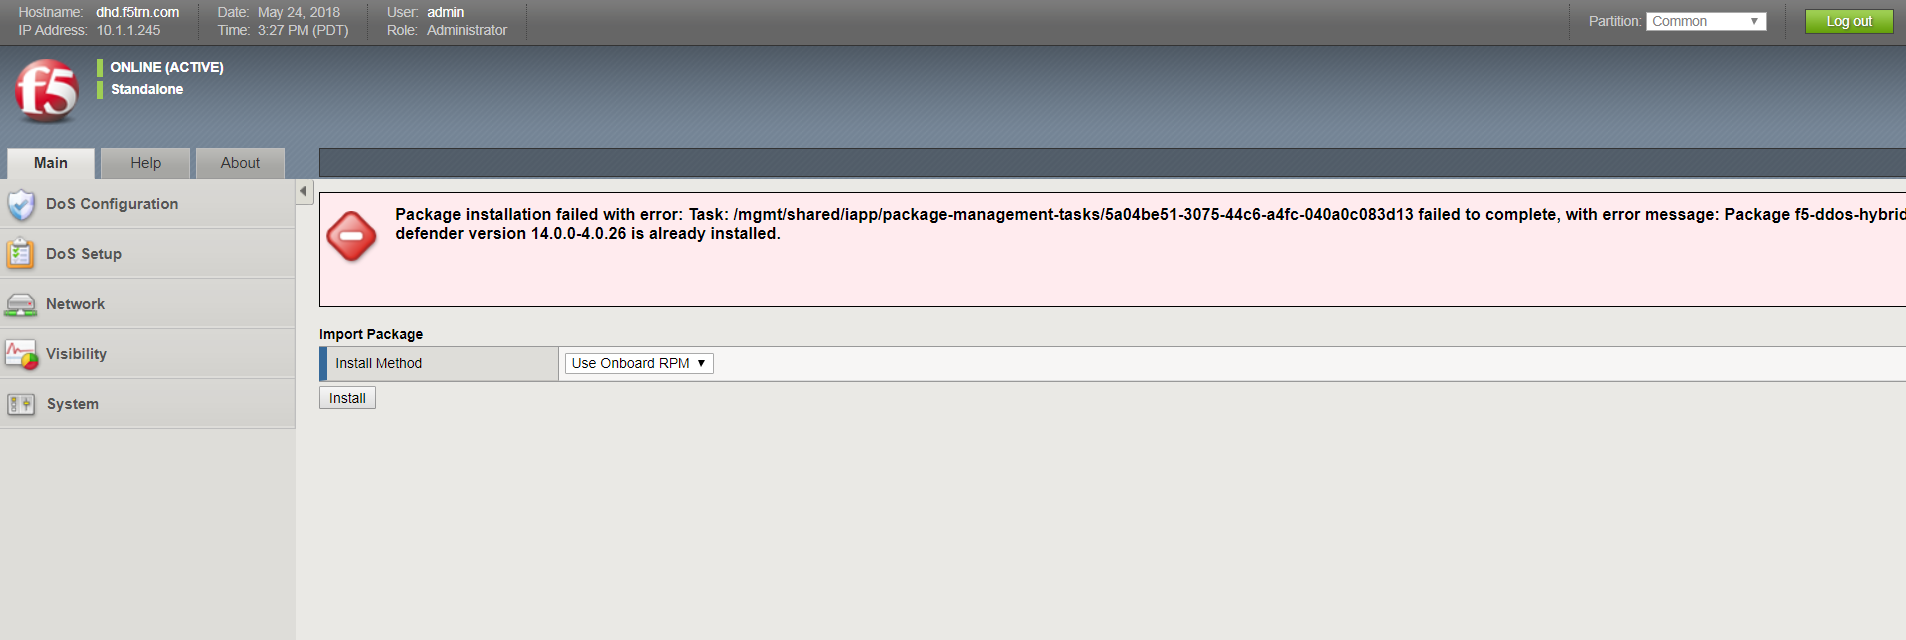 Hostname: dhd.f5trn.com Date: May 24, 2018 User: admin
IP Address: 10.1.1.245 Time: 3:27 PM (PDT) Role: Administrator
Partition: Common Log out
f5
ONLINE (ACTIVE)
Standalone
Main Help About
DoS Configuration
DoS Setup
Network
Visibility
System
Package installation failed with error: Task: /mgmt/shared/iapp/package-management-tasks/5a04be51-3075-44c6-a4fc-040a0c083d13 failed to complete, with error message: Package f5-ddos-hybrid
defender version 14.0.0-4.0.26 is already installed.
Import Package
Install Method Use Onboard RPM
Install